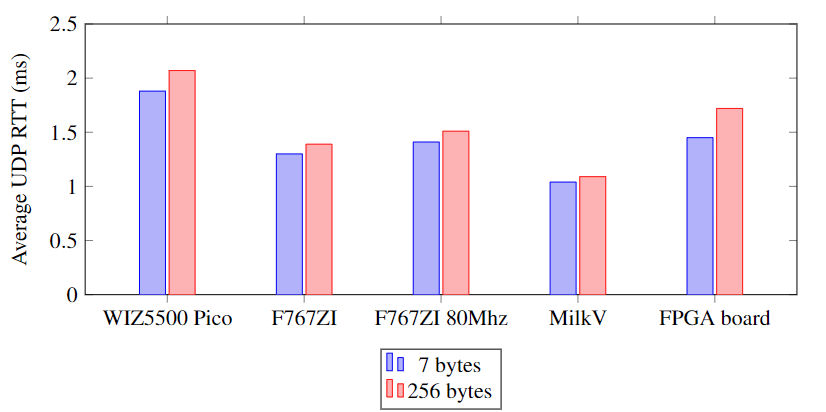 Average UDP RTT (ms)
2.5
2
1.5
1
0.5
0
WIZ5500 Pico F767ZI F767ZI 80Mhz MilkV FPGA board
7 bytes
256 bytes